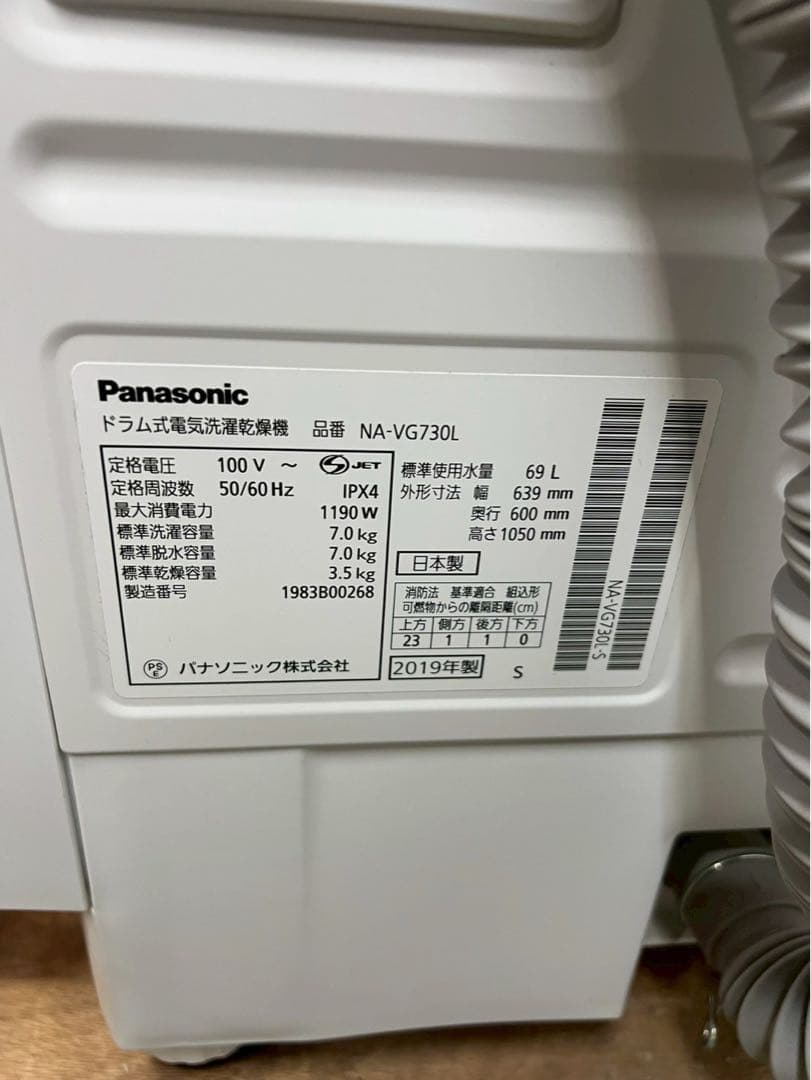 Panasonic
ドラム式電気洗濯乾燥機 品番 NA-VG730L
定格電圧 100 V ~ S JET
定格周波数 50/60 Hz IPX4
最大消費電力 1190 W
標準洗濯容量 7.0 kg
標準脱水容量 7.0 kg
標準乾燥容量 3.5 kg
製造番号 1983B00268
PS E パナソニック株式会社
標準使用水量 69 L
外形寸法 幅 639 mm
奥行 600 mm
高さ 1050 mm
日本製
消防法 基準適合 組込形
可燃物からの離隔距離(cm)
上方 側方 後方 下方
23 1 1 0
2019年製 S
NA-VG730L-S